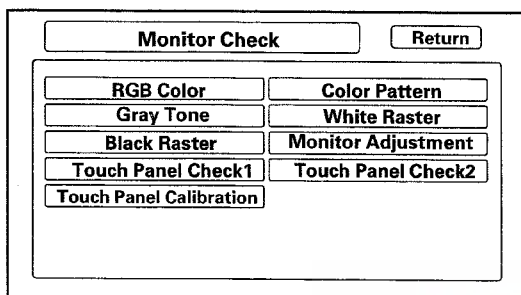 Monitor Check Return
RGB Color Color Pattern
Gray Tone White Raster
Black Raster Monitor Adjustment
Touch Panel Check1 Touch Panel Check2
Touch Panel Calibration